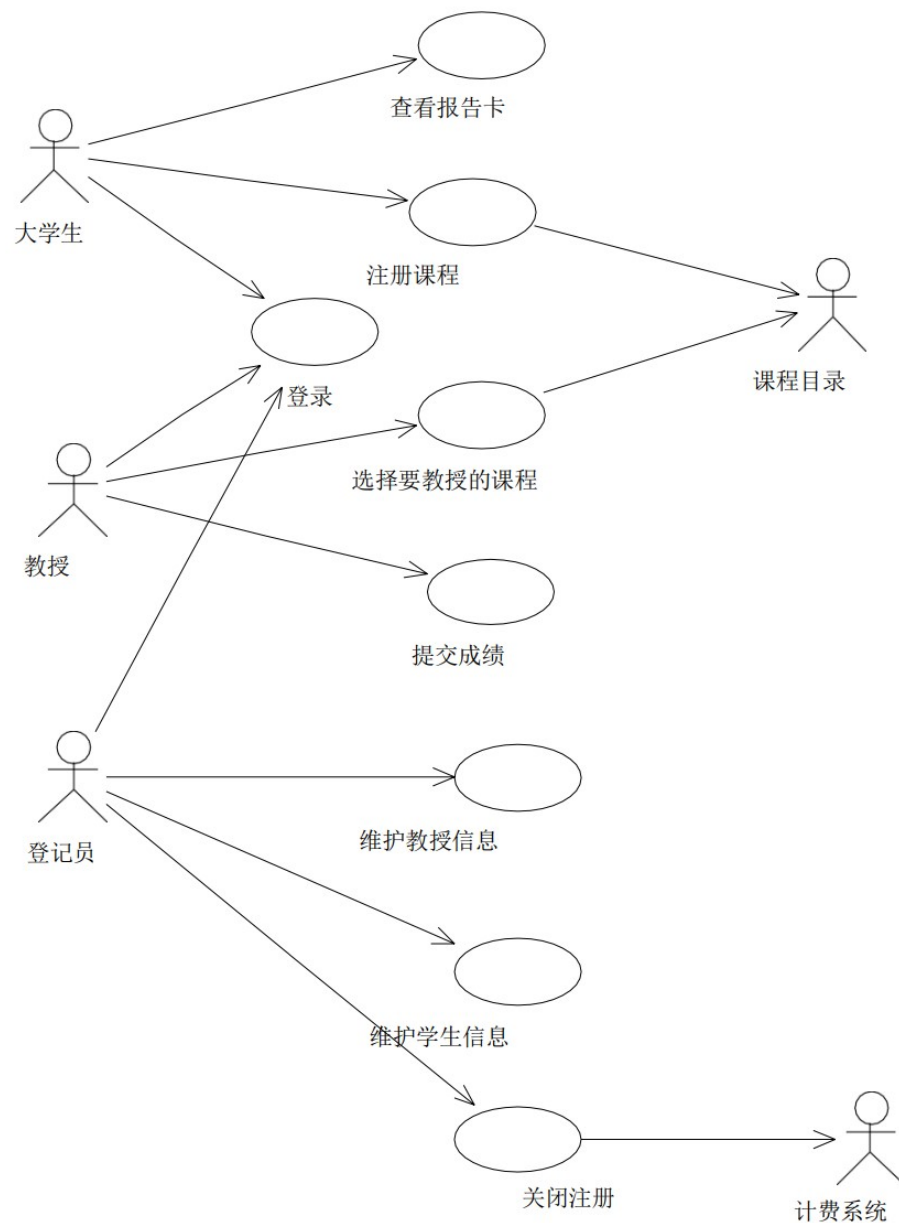 查看报告卡
大学生
注册课程
课程目录
登录
选择要教授的课程
教授
提交成绩
维护教授信息
登记员
维护学生信息
关闭注册
计费系统